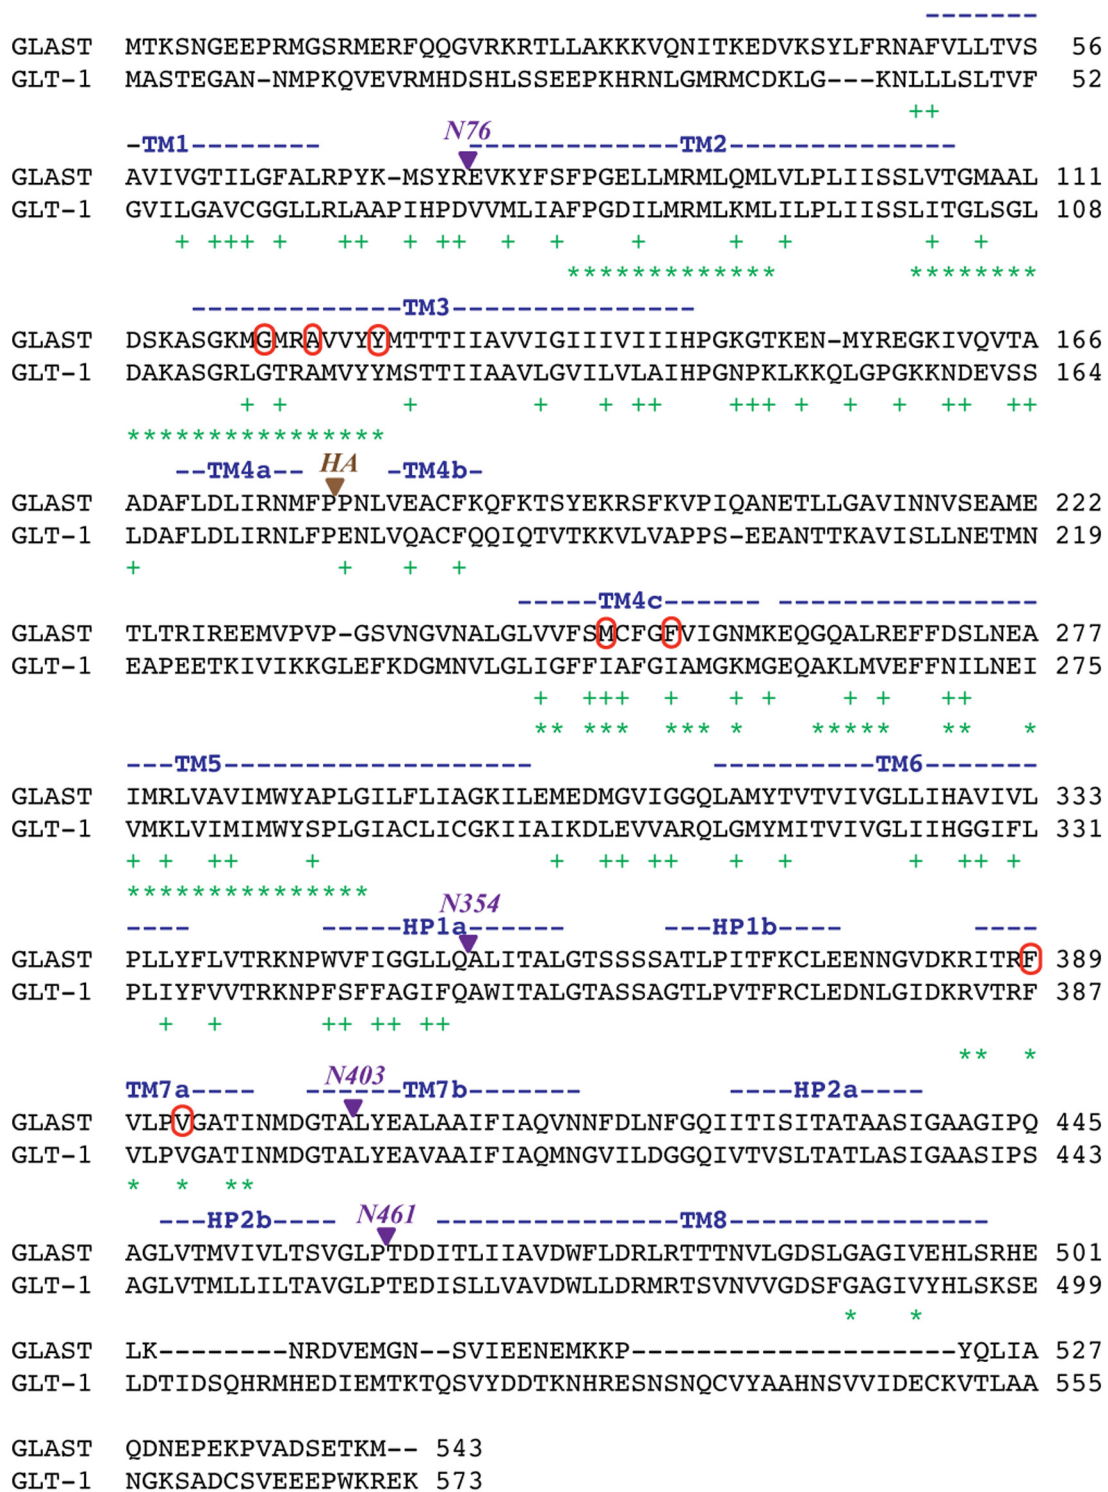 -------
GLAST MTKSNGEEPRMGSRMERFQQGVRKRTLLAKKKVQNITKEDVKSYLFRNAFVLLTVS 56
GLT-1 MASTEGAN-NMPKQVEVRMHDSHLSSEEPKHRNLGMRMCDKLG---KNLLLSLTVF 52
++
N76
-TM1-------- -------------TM2--------------
GLAST AVIVGTILGFALRPYK-MSYREVKYFSFPGELLMRMLQMLVLPLIISSLVTGMAAL 111
GLT-1 GVILGAVCGGLLRLAAPIHPDVVMLIAFPGDILMRMLKMLILPLIISSLITGLSGL 108
+ +++ + ++ + ++ + + + + + + +
************* ********
-------------TM3---------------
GLAST DSKASGKMGMRAVVYYMTTTIIAVVIGIIIVIIIHPGKGTKEN-MYREGKIVQVTA 166
GLT-1 DAKASGRLGTRAMVYYMSTTIIAAVLGVILVLAIHPGNPKLKKQLGPGKKNDEVSS 164
+ + + + + ++ +++ + + + ++ ++
****************
HA
--TM4a-- -TM4b-
GLAST ADAFLDLIRNMFPPNLVEACFKQFKTSYEKRSFKVPIQANETLLGAVINNVSEAME 222
GLT-1 LDAFLDLIRNLFPENLVQACFQQIQTVTKKVLVAPPS-EEANTTKAVISLLNETMN 219
+ + + +
-----TM4c------ ----------------
GLAST TLTRIREEMVPVP-GSVNGVNALGLVVFSMCFGFVIGNMKEQGQALREFFDSLNEA 277
GLT-1 EAPEETKIVIKKGLEFKDGMNVLGLIGFFIAFGIAMGKMGEQAKLMVEFFNILNEI 275
+ +++ + + + + + ++
** *** *** * ***** ** *
---TM5------------------- ----------TM6-------
GLAST IMRLVAVIMWYAPLGILFLIAGKILEMEDMGVIGGQLAMYTVTVIVGLLIHAVIVL 333
GLT-1 VMKLVIMIMWYSPLGIACLICGKIIAIKDLEVVARQLGMYMITVIVGLIIHGGIFL 331
+ + ++ + + ++ ++ + + + ++ +
***************
N354
---- -----HP1a------ ---HP1b---- ----
GLAST PLLYFLVTRKNPWVFIGGLLQALITALGTSSSSATLPITFKCLEENNGVDKRITRF 389
GLT-1 PLIYFVVTRKNPFSFFAGIFQAWITALGTASSAGTLPVTFRCLEDNLGIDKRVTRF 387
+ + ++ ++ ++
** *
N403
TM7a---- ------TM7b------- ----HP2a----
GLAST VLPVGATINMDGTALYEALAAIFIAQVNNFDLNFGQIITISITATAASIGAAGIPQ 445
GLT-1 VLPVGATINMDGTALYEAVAAIFIAQMNGVILDGGQIVTVSLTATLASIGAASIPS 443
* * **
N461
---HP2b---- ---------------TM8----------------
GLAST AGLVTMVIVLTSVGLPTDDITLIIAVDWFLDRLRTTTNVLGDSLGAGIVEHLSRHE 501
GLT-1 AGLVTMLLILTAVGLPTEDISLLVAVDWLLDRMRTSVNVVGDSFGAGIVYHLSKSE 499
* *
GLAST LK--------NRDVEMGN--SVIEENEMKKP--------------------YQLIA 527
GLT-1 LDTIDSQHRMHEDIEMTKTQSVYDDTKNHRESNSNQCVYAAHNSVVIDECKVTLAA 555
GLAST QDNEPEKPVADSETKM-- 543
GLT-1 NGKSADCSVEEEPWKREK 573